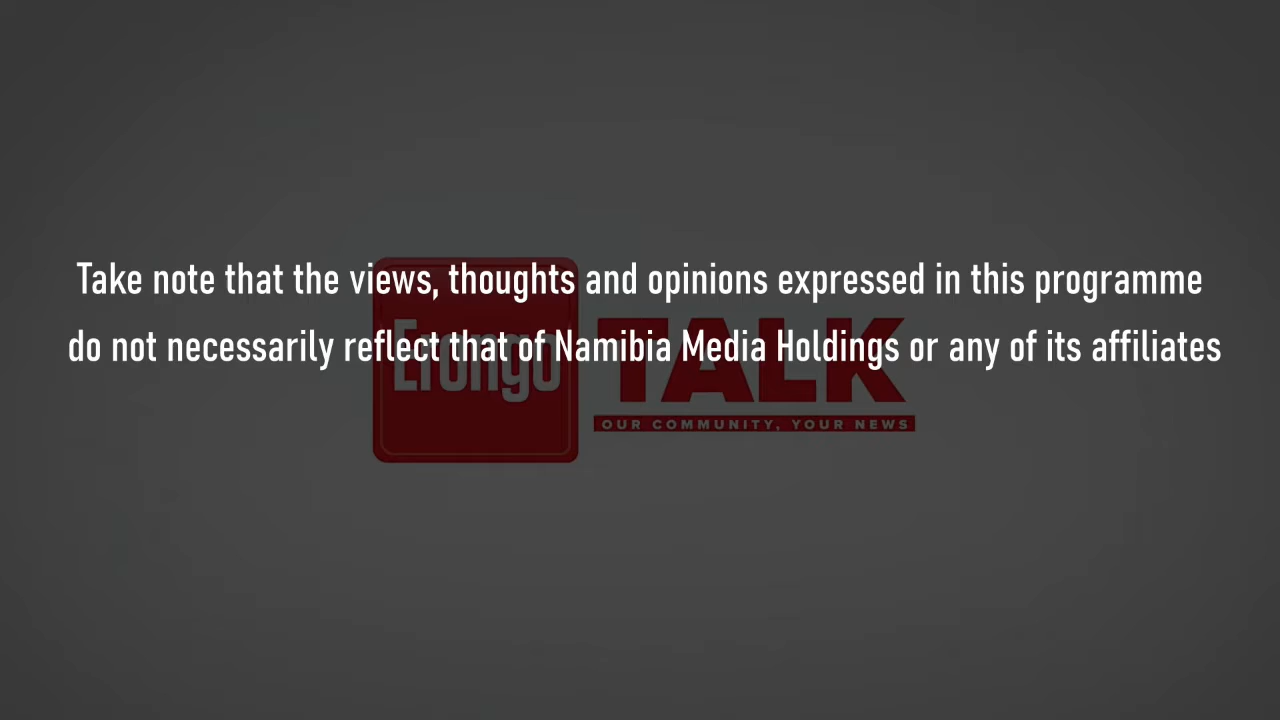 Take note that the views, thoughts and opinions expressed in this programme
do not necessarily reflect that of Namibia Media Holdings or any of its affiliates
Erongo
TALK
OUR COMMUNITY, YOUR NEWS